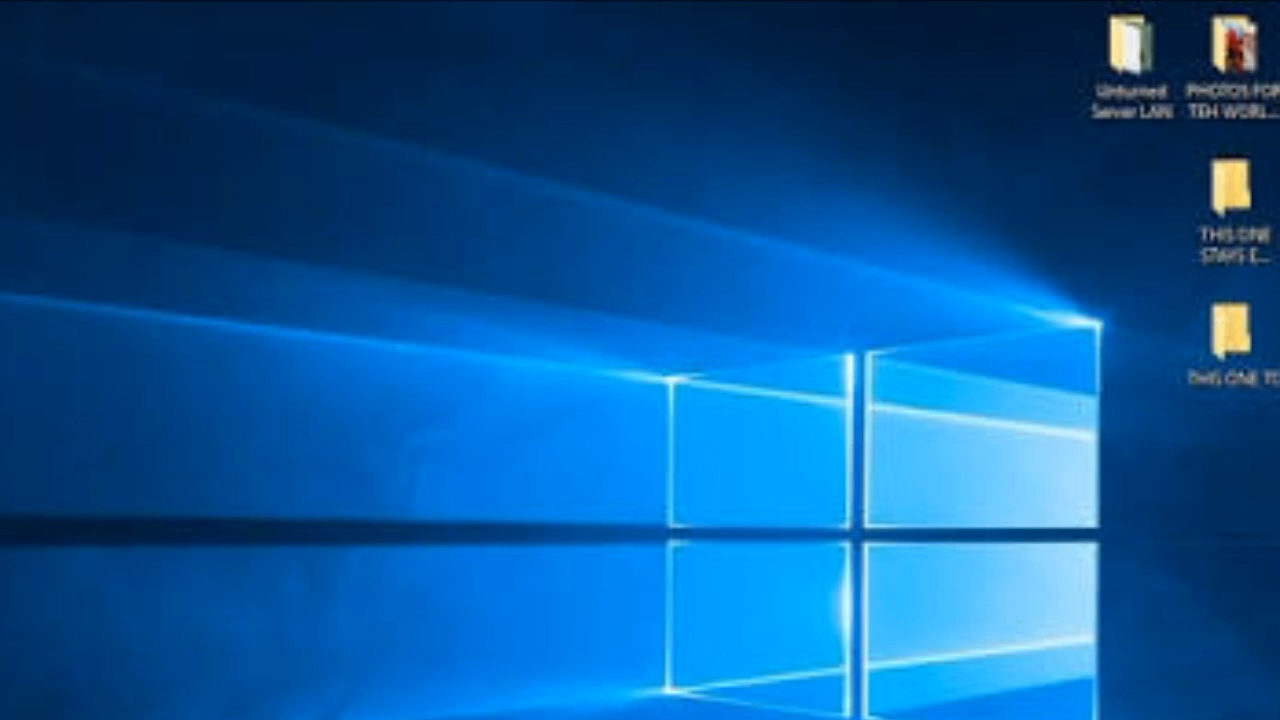 Unturned
Server LAN
PHOTOS FOR
TEH WORL...
THIS ONE
STAYS E...
THIS ONE TO